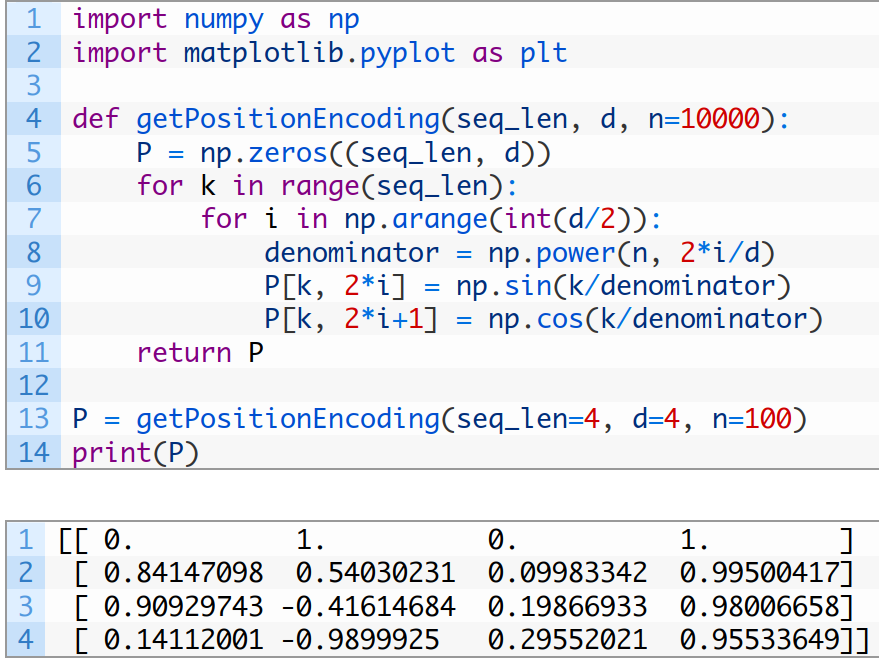 1 import numpy as np
2 import matplotlib.pyplot as plt
3
4 def getPositionEncoding(seq_len, d, n=10000):
5     P = np.zeros((seq_len, d))
6     for k in range(seq_len):
7         for i in np.arange(int(d/2)):
8             denominator = np.power(n, 2*i/d)
9             P[k, 2*i] = np.sin(k/denominator)
10             P[k, 2*i+1] = np.cos(k/denominator)
11     return P
12
13 P = getPositionEncoding(seq_len=4, d=4, n=100)
14 print(P)
1 [[ 0.          1.          0.          1.        ]
2  [ 0.84147098  0.54030231  0.09983342  0.99500417]
3  [ 0.90929743 -0.41614684  0.19866933  0.98006658]
4  [ 0.14112001 -0.9899925   0.29552021  0.95533649]]